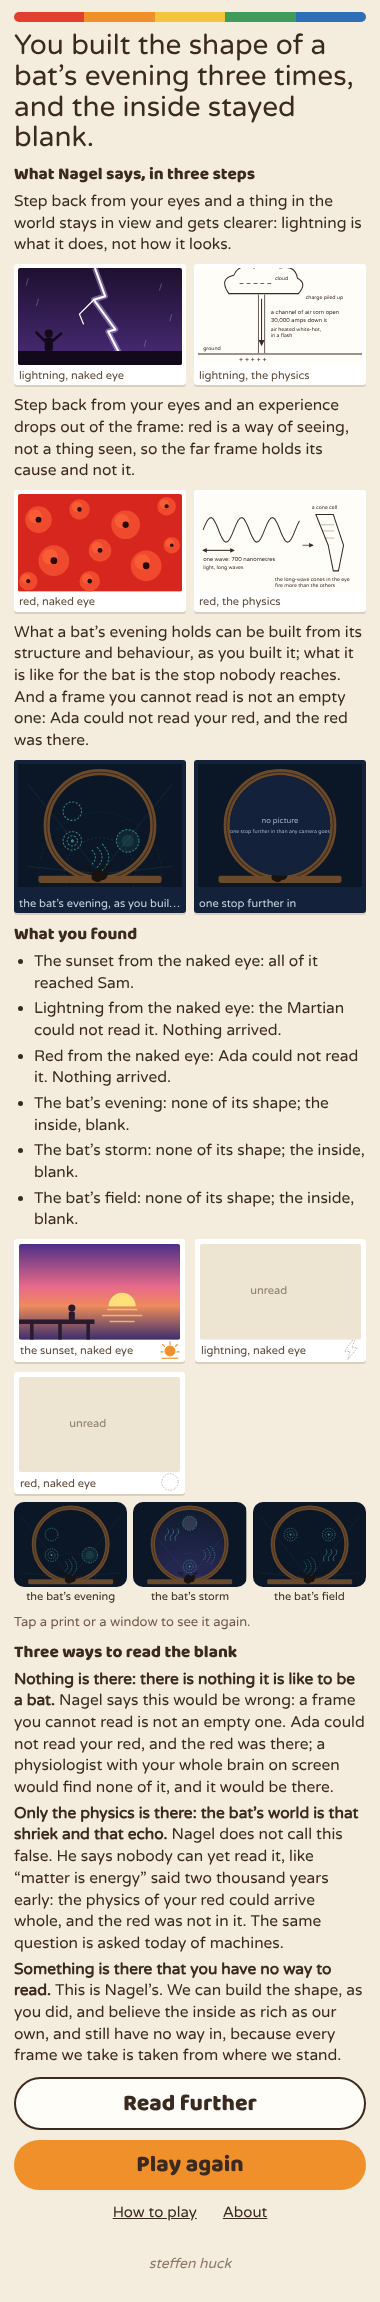 You built the shape of a
bat's evening three times,
and the inside stayed
blank.
What Nagel says, in three steps
Step back from your eyes and a thing in the
world stays in view and gets clearer: lightning is
what it does, not how it looks.
cloud
charge piled up
a channel of air torn open
30,000 amps down it
air heated white-hot,
in a flash
ground
+ + + + +
lightning, naked eye
lightning, the physics
Step back from your eyes and an experience
drops out of the frame: red is a way of seeing,
not a thing seen, so the far frame holds its
cause and not it.
a cone cell
one wave: 700 nanometres
light, long waves
the long-wave cones in the eye
fire more than the others
red, naked eye
red, the physics
What a bat's evening holds can be built from its
structure and behaviour, as you built it; what it
is like for the bat is the stop nobody reaches.
And a frame you cannot read is not an empty
one: Ada could not read your red, and the red
was there.
no picture
one stop further in than any camera goes
the bat's evening, as you buil…
one stop further in
What you found
• The sunset from the naked eye: all of it
reached Sam.
• Lightning from the naked eye: the Martian
could not read it. Nothing arrived.
• Red from the naked eye: Ada could not read
it. Nothing arrived.
• The bat's evening: none of its shape; the
inside, blank.
• The bat's storm: none of its shape; the inside,
blank.
• The bat's field: none of its shape; the inside,
blank.
unread
the sunset, naked eye
lightning, naked eye
unread
red, naked eye
the bat's evening
the bat's storm
the bat's field
Tap a print or a window to see it again.
Three ways to read the blank
Nothing is there: there is nothing it is like to be
a bat. Nagel says this would be wrong: a frame
you cannot read is not an empty one. Ada could
not read your red, and the red was there; a
physiologist with your whole brain on screen
would find none of it, and it would be there.
Only the physics is there: the bat's world is that
shriek and that echo. Nagel does not call this
false. He says nobody can yet read it, like
“matter is energy” said two thousand years
early: the physics of your red could arrive
whole, and the red was not in it. The same
question is asked today of machines.
Something is there that you have no way to
read. This is Nagel's. We can build the shape, as
you did, and believe the inside as rich as our
own, and still have no way in, because every
frame we take is taken from where we stand.
Read further
Play again
How to play
About
steffen huck